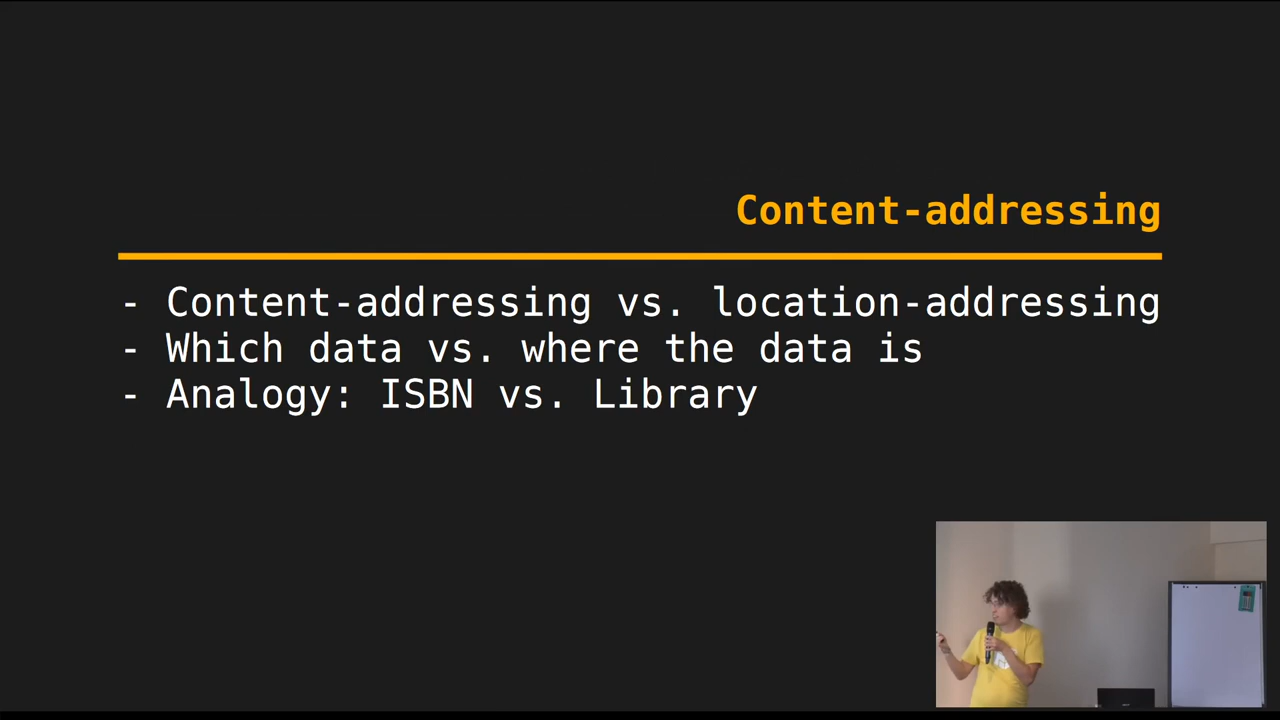 Content-addressing
- Content-addressing vs. location-addressing
- Which data vs. where the data is
- Analogy: ISBN vs. Library